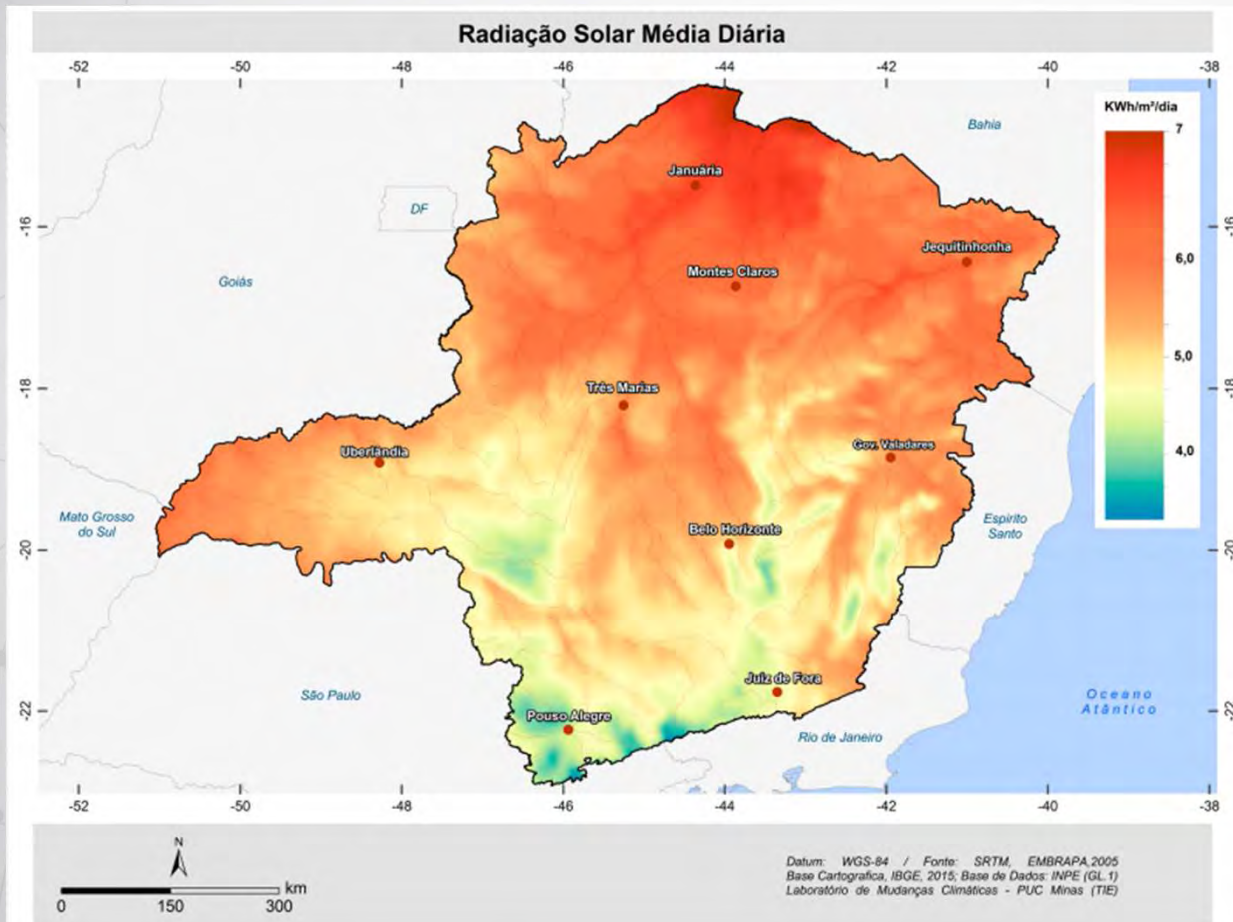 Radiação Solar Média Diária
-52 -50 -48 -46 -44 -42 -40 -38
KWh/m²/dia
7
6,0
5,0
4,0
Bahia
Januária
DF
-16 -16
Jequitinhonha
Montes Claros
Goiás
Três Marias
-18 -18
Uberlândia
Gov. Valadares
Mato Grosso
do Sul
Belo Horizonte
Espirito
Santo
-20 -20
Juiz de Fora
São Paulo
Oceano
Atlântico
Pouso Alegre
-22 -22
Rio de Janeiro
-52 -50 -48 -46 -44 -42 -40 -38
N
km
0 150 300
Datum: WGS-84 / Fonte: SRTM, EMBRAPA,2005
Base Cartografica, IBGE, 2015; Base de Dados: INPE (GL.1)
Laboratório de Mudanças Climáticas - PUC Minas (TIE)